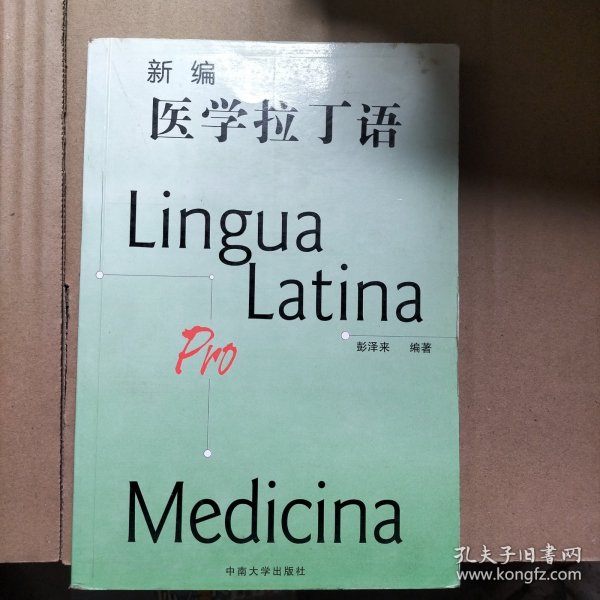 新编
医学拉丁语
Lingua
Latina
Pro
彭泽来 编著
Medicina
中南大学出版社
孔夫子旧书网
www.kongfz.com